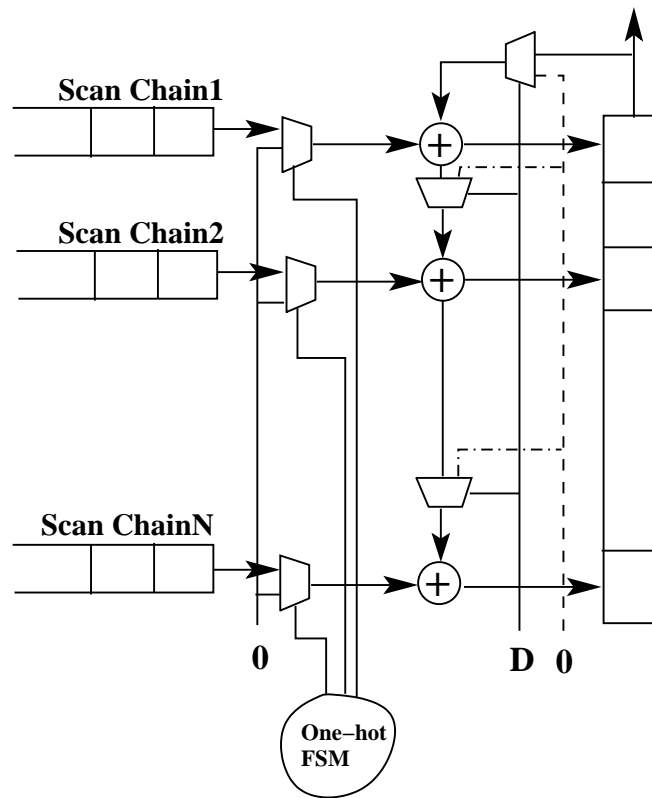 Scan Chain1
+
Scan Chain2
+
Scan ChainN
+
0
D 0
One-hot
FSM